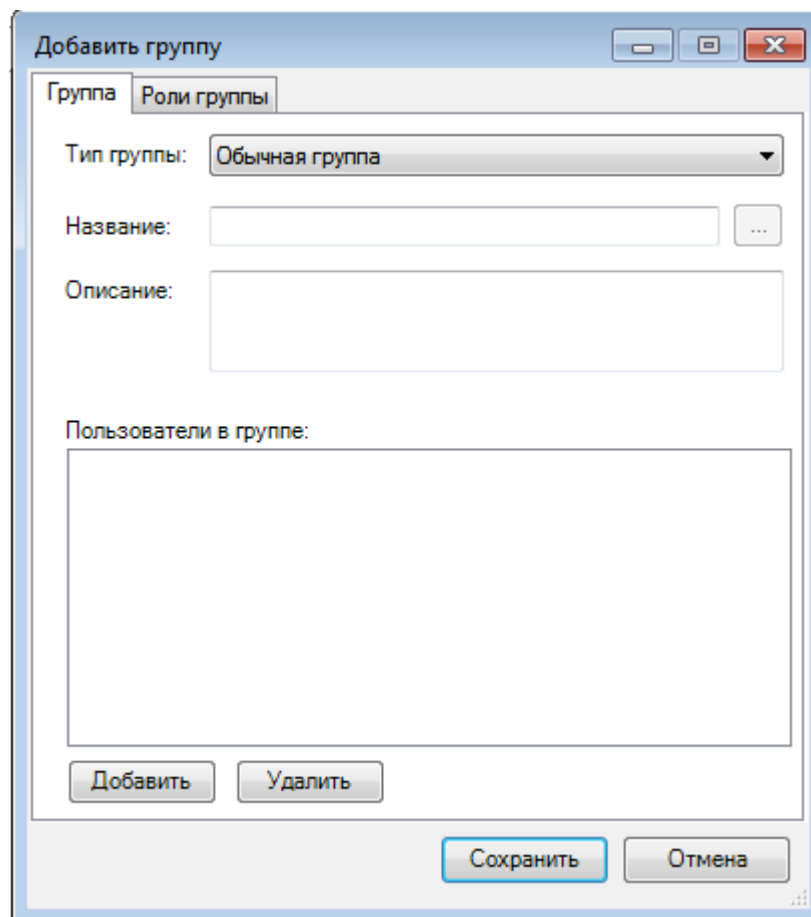 Добавить группу
Группа Роли группы
Тип группы: Обычная группа
Название: ...
Описание:
Пользователи в группе:
Добавить Удалить
Сохранить Отмена